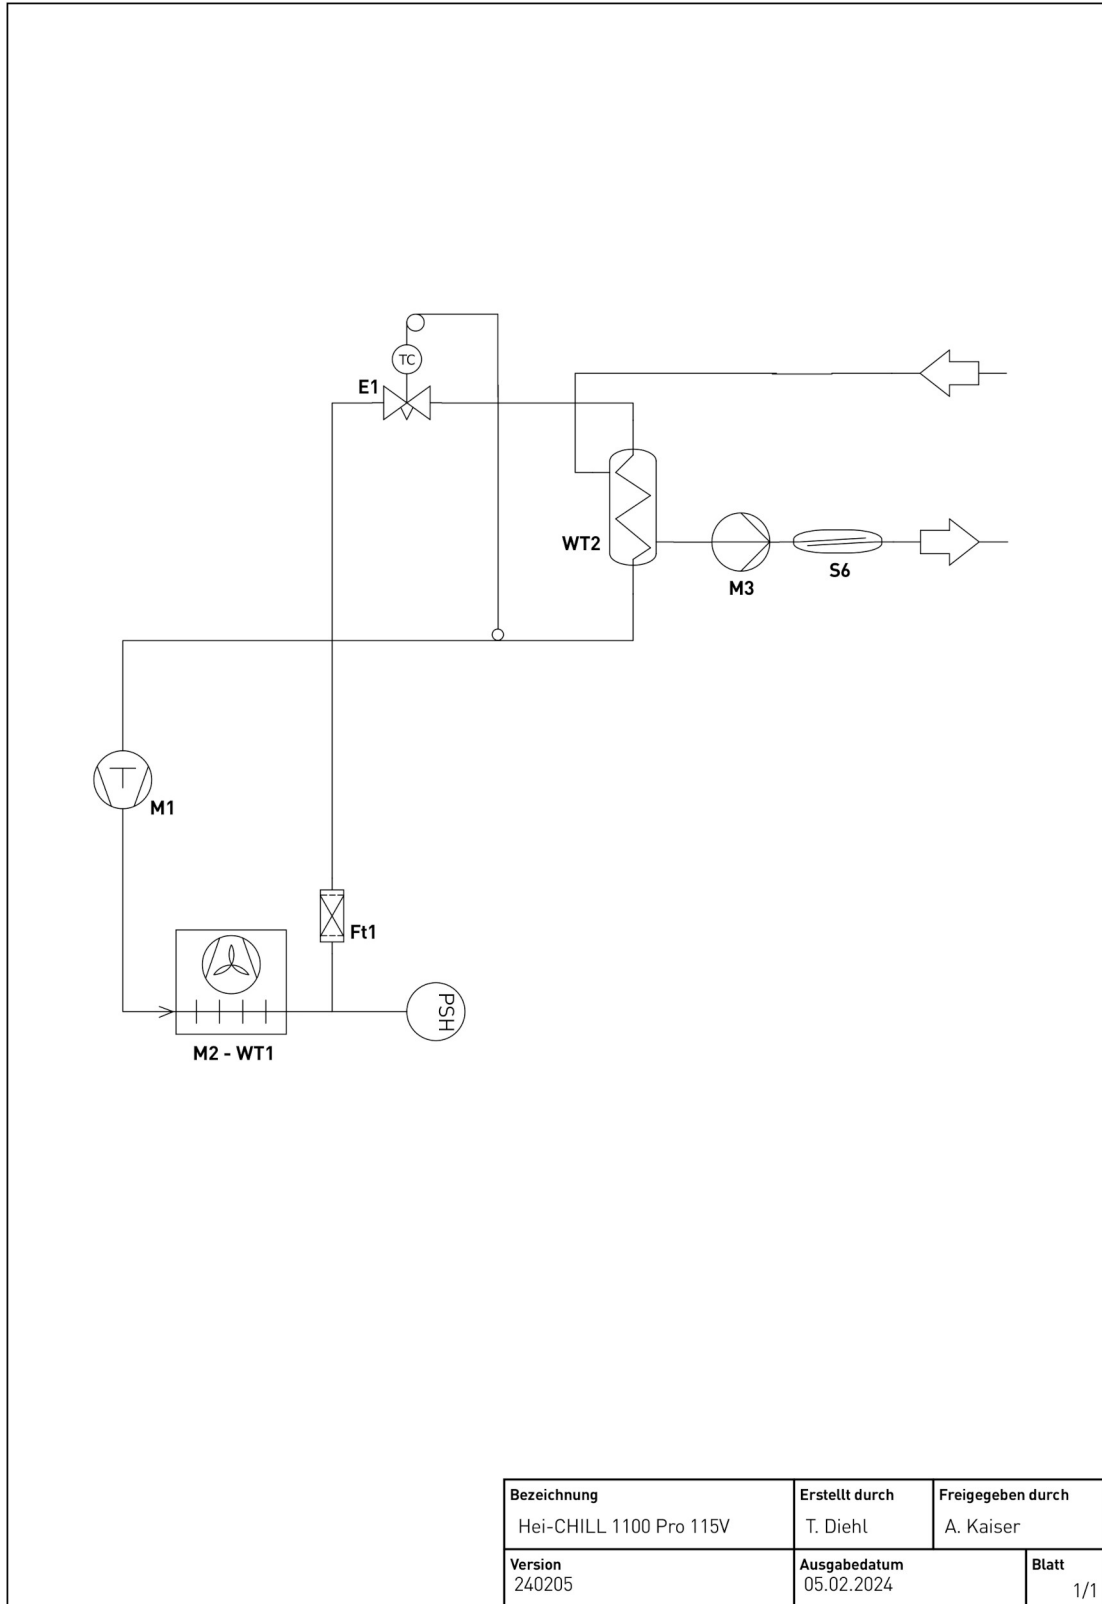 TC
E1
WT2
M3
S6
M1
Ft1
PSH
M2 - WT1
Bezeichnung
Hei-CHILL 1100 Pro 115V
Erstellt durch
T. Diehl
Freigegeben durch
A. Kaiser
Version
240205
Ausgabedatum
05.02.2024
Blatt
1/1